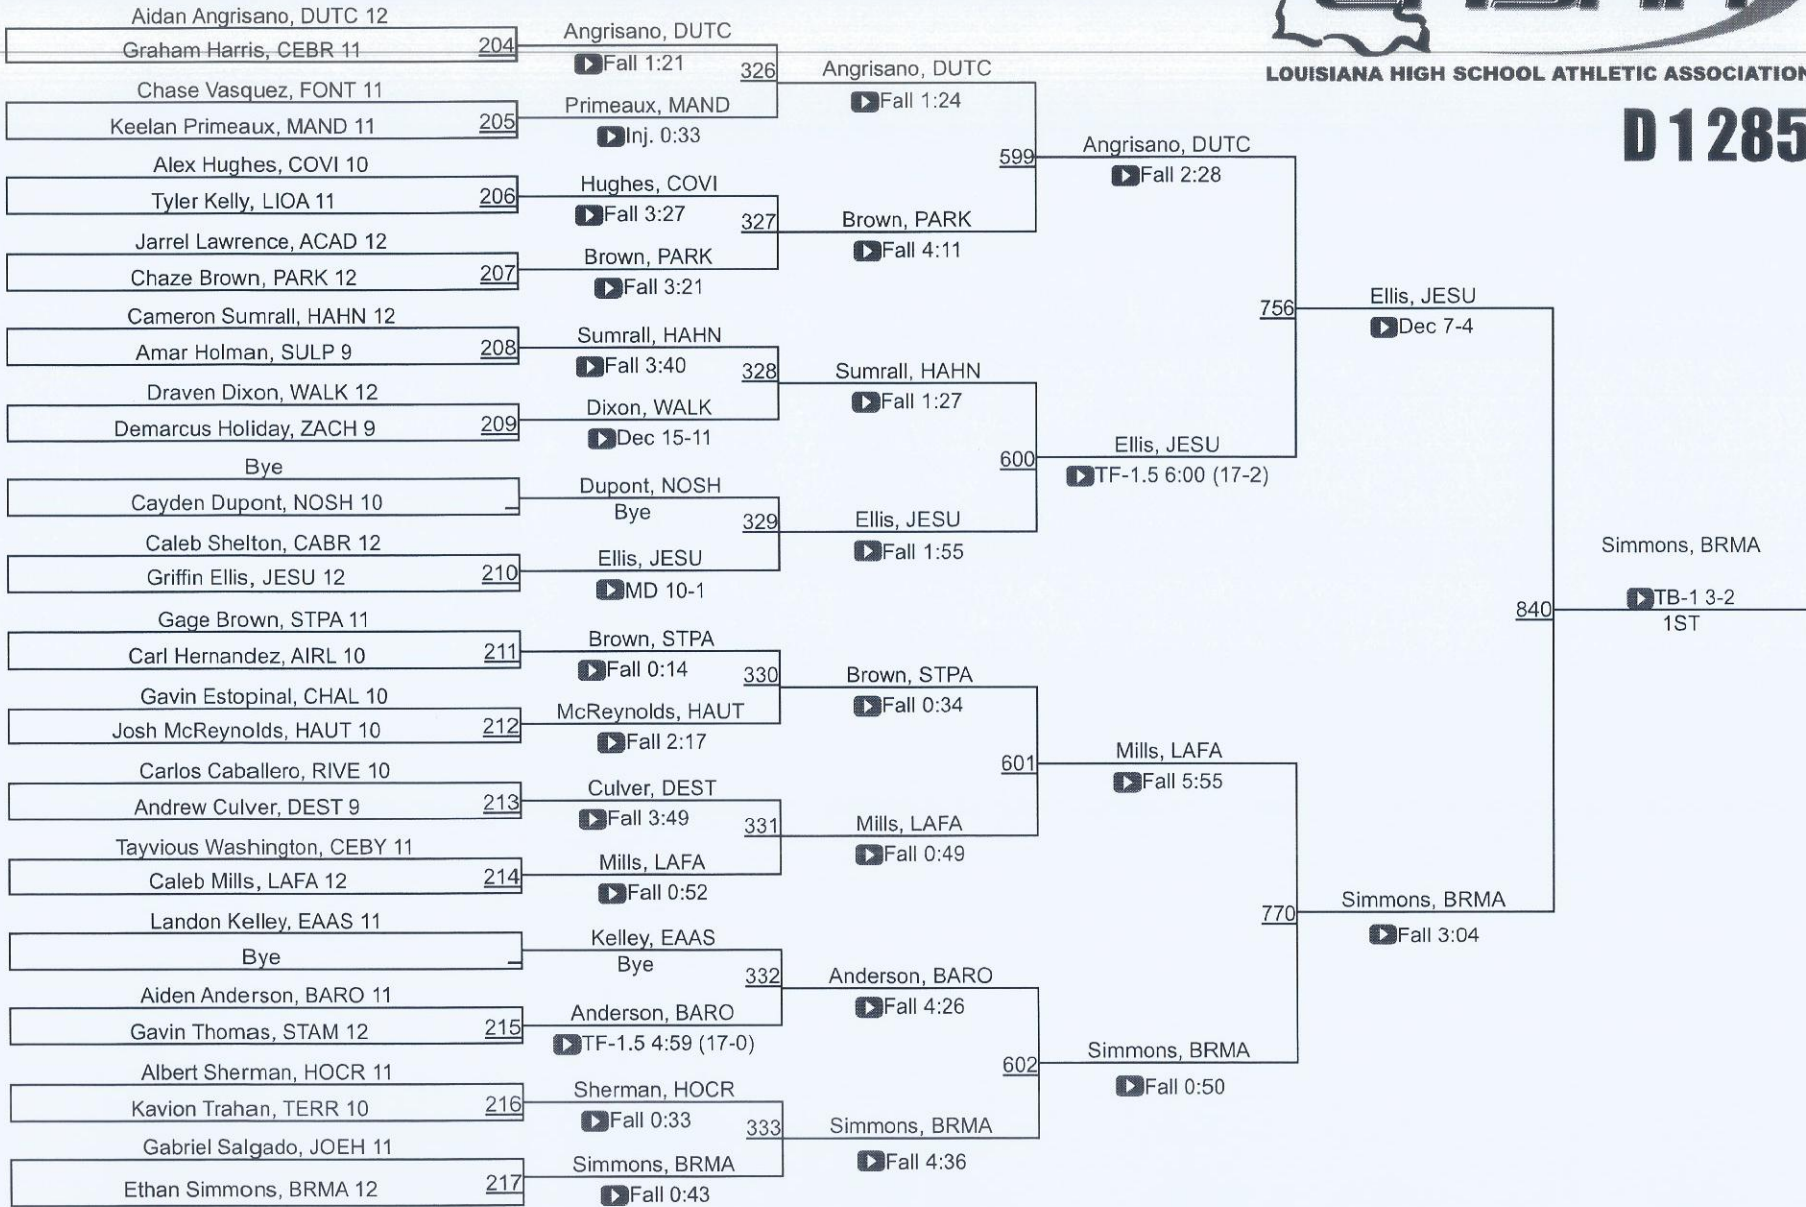 LOUISIANA HIGH SCHOOL ATHLETIC ASSOCIATION
D1 285
Aidan Angrisano, DUTC 12
Graham Harris, CEBR 11
204
Chase Vasquez, FONT 11
Keelan Primeaux, MAND 11
205
Alex Hughes, COVI 10
Tyler Kelly, LIOA 11
206
Jarrel Lawrence, ACAD 12
Chaze Brown, PARK 12
207
Cameron Sumrall, HAHN 12
Amar Holman, SULP 9
208
Draven Dixon, WALK 12
Demarcus Holiday, ZACH 9
209
Bye
Cayden Dupont, NOSH 10
Caleb Shelton, CABR 12
Griffin Ellis, JESU 12
210
Gage Brown, STPA 11
Carl Hernandez, AIRL 10
211
Gavin Estopinal, CHAL 10
Josh McReynolds, HAUT 10
212
Carlos Caballero, RIVE 10
Andrew Culver, DEST 9
213
Tayvious Washington, CEBY 11
Caleb Mills, LAFA 12
214
Landon Kelley, EAAS 11
Bye
Aiden Anderson, BARO 11
Gavin Thomas, STAM 12
215
Albert Sherman, HOCR 11
Kavion Trahan, TERR 10
216
Gabriel Salgado, JOEH 11
Ethan Simmons, BRMA 12
217
Angrisano, DUTC
Fall 1:21
326
Primeaux, MAND
Inj. 0:33
Hughes, COVI
Fall 3:27
327
Brown, PARK
Fall 3:21
Sumrall, HAHN
Fall 3:40
328
Dixon, WALK
Dec 15-11
Dupont, NOSH
Bye
329
Ellis, JESU
MD 10-1
Brown, STPA
Fall 0:14
330
McReynolds, HAUT
Fall 2:17
Culver, DEST
Fall 3:49
331
Mills, LAFA
Fall 0:52
Kelley, EAAS
Bye
332
Anderson, BARO
TF-1.5 4:59 (17-0)
Sherman, HOCR
Fall 0:33
333
Simmons, BRMA
Fall 0:43
Angrisano, DUTC
Fall 1:24
599
Brown, PARK
Fall 4:11
Sumrall, HAHN
Fall 1:27
600
Ellis, JESU
Fall 1:55
Brown, STPA
Fall 0:34
601
Mills, LAFA
Fall 0:49
Anderson, BARO
Fall 4:26
602
Simmons, BRMA
Fall 4:36
Angrisano, DUTC
Fall 2:28
756
Ellis, JESU
TF-1.5 6:00 (17-2)
Mills, LAFA
Fall 5:55
770
Simmons, BRMA
Fall 0:50
Ellis, JESU
Dec 7-4
840
Simmons, BRMA
Fall 3:04
Simmons, BRMA
TB-1 3-2
1ST